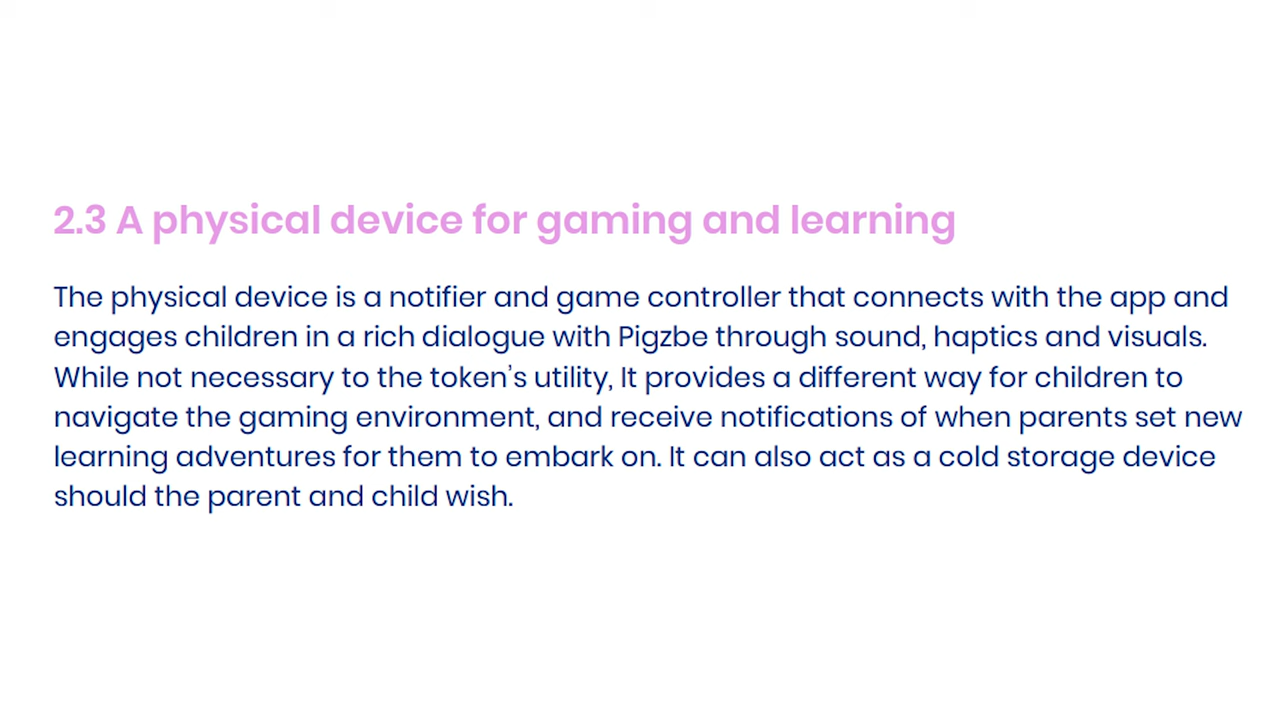 2.3 A physical device for gaming and learning
The physical device is a notifier and game controller that connects with the app and
engages children in a rich dialogue with Pigzbe through sound, haptics and visuals.
While not necessary to the token’s utility, It provides a different way for children to
navigate the gaming environment, and receive notifications of when parents set new
learning adventures for them to embark on. It can also act as a cold storage device
should the parent and child wish.